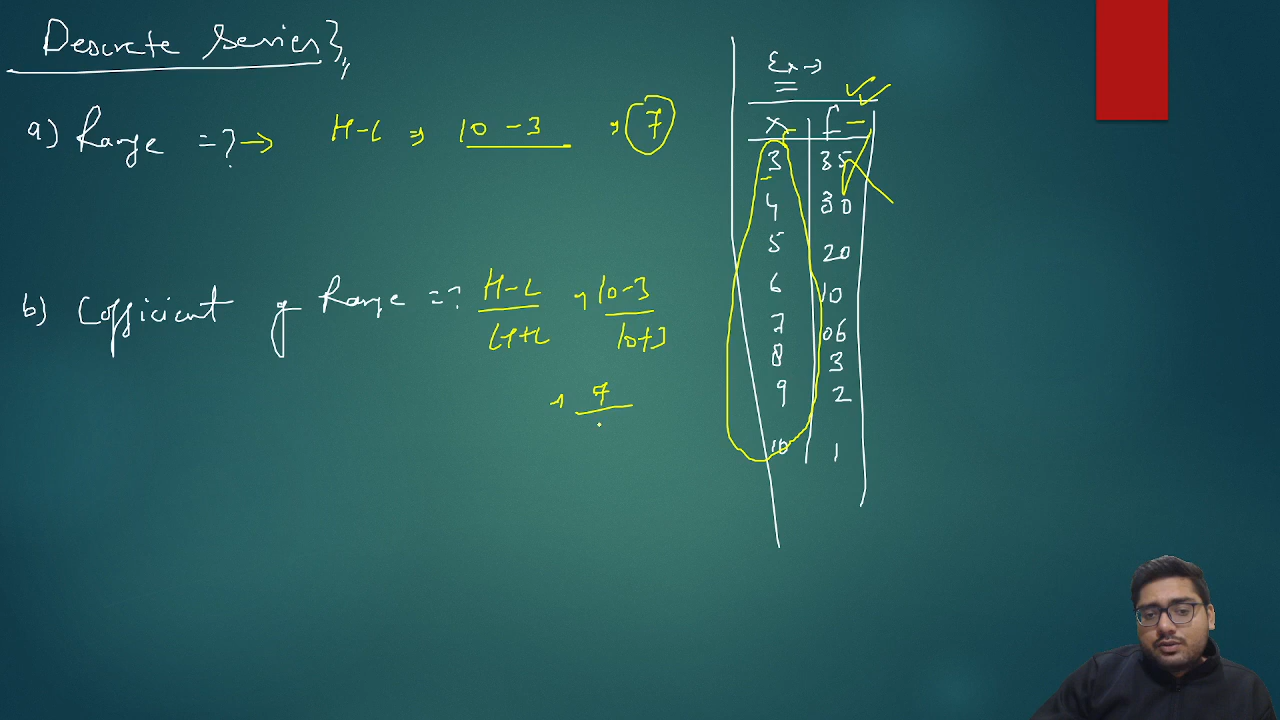 Descrete Series
a) Range = ? → H-L ⇒ 10 - 3 , 7
b) Cofficient of Range = ? H-L / H+L , 10-3 / 10+3
, 7
Ex →
X f
3 35
4 30
5 20
6 10
7 06
8 3
9 2
10 1